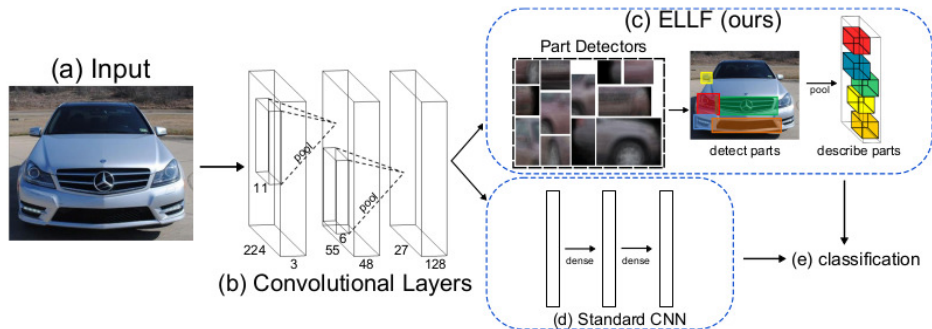 (a) Input
11
224
3
pool
6
55
48
pool
27
128
(b) Convolutional Layers
(c) ELLF (ours)
Part Detectors
detect parts
pool
describe parts
dense
dense
(d) Standard CNN
(e) classification